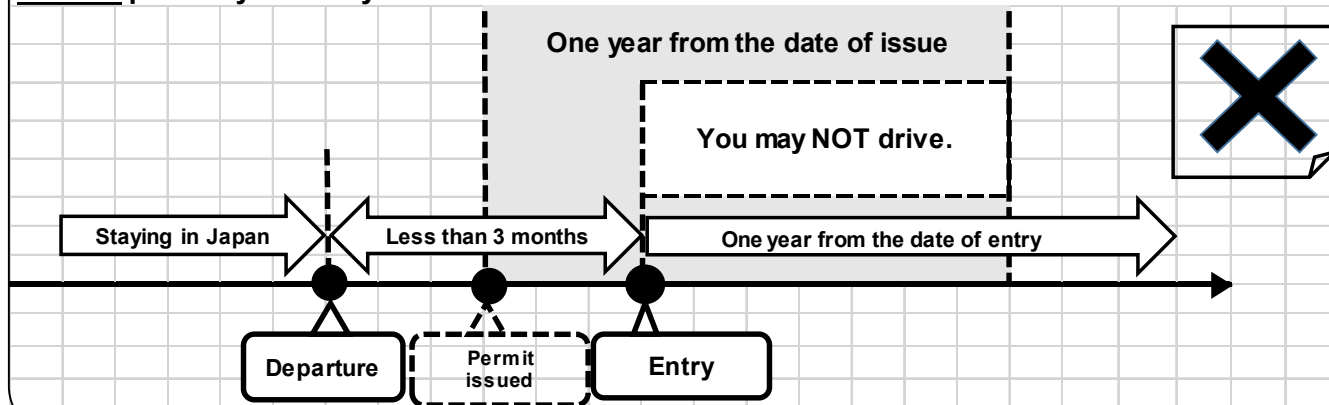 One year from the date of issue
You may NOT drive.
Staying in Japan
Less than 3 months
One year from the date of entry
Departure
Permit
issued
Entry